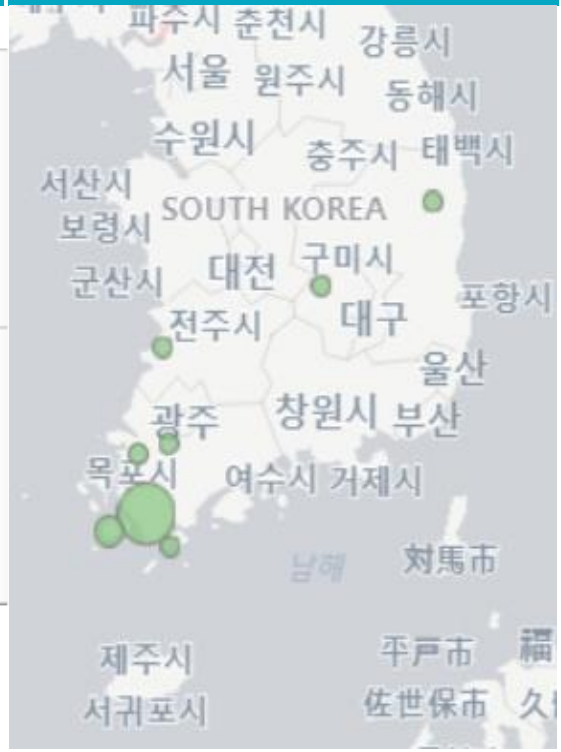 파주시 춘천시
강릉시
서울 원주시
동해시
수원시
충주시 태백시
서산시
SOUTH KOREA
보령시
대전 구미시
군산시
포항시
전주시 대구
울산
광주 창원시 부산
목포시 여수시 거제시
남해 対馬市
제주시 平戸市 福
서귀포시 佐世保市 久